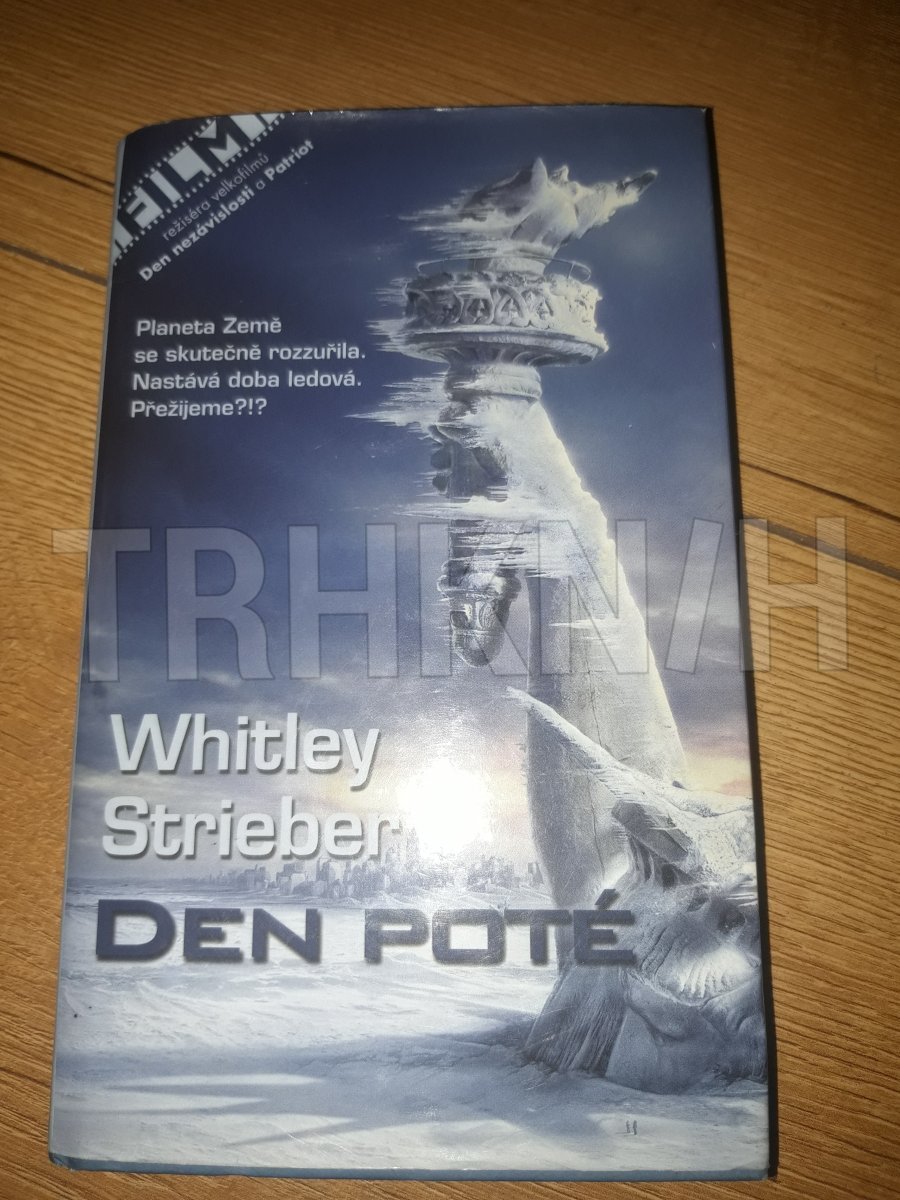 FILM
režiséra velkofilmů
Den nezávislosti a Patriot
Planeta Země
se skutečně rozzuřila.
Nastává doba ledová.
Přežijeme?!?
TRHKNIH
Whitley
Strieber
DEN POTÉ